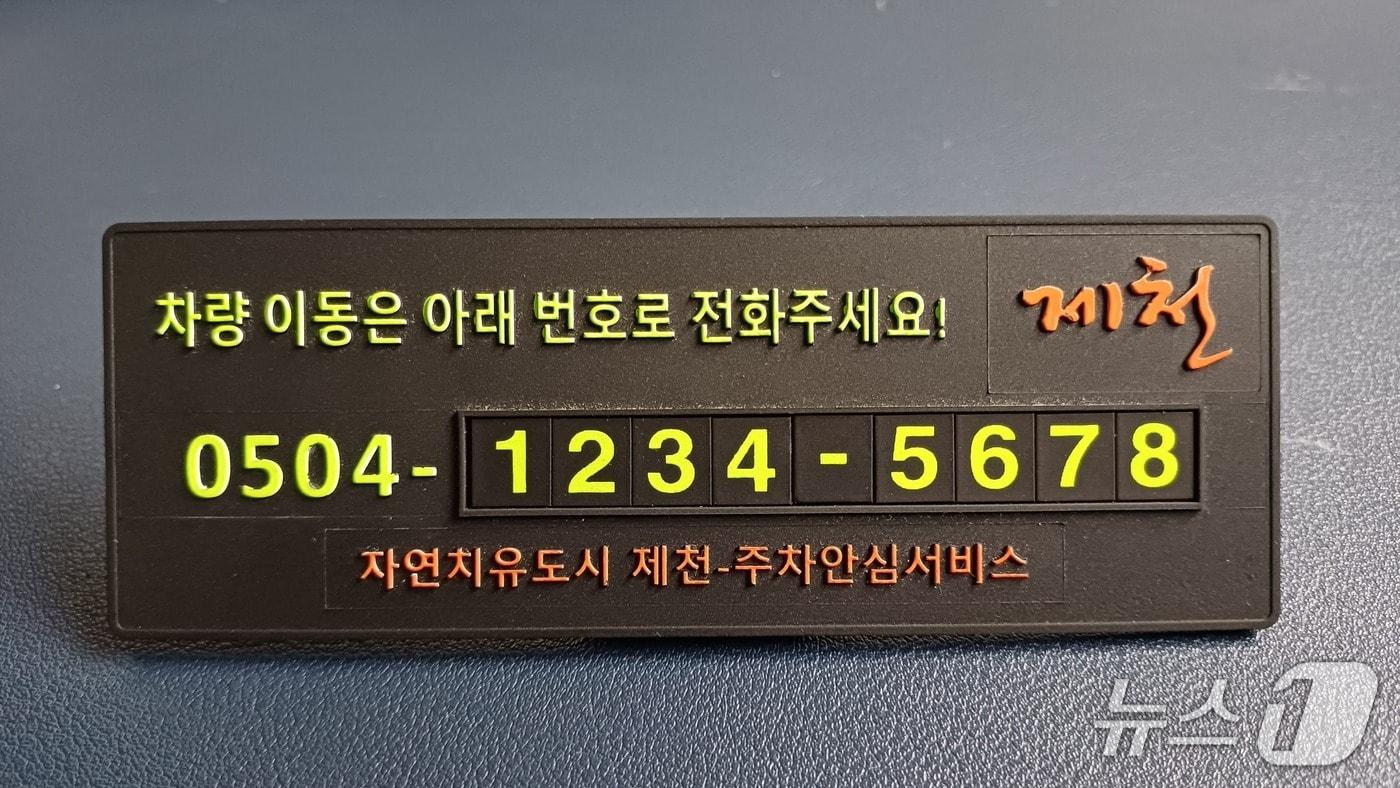 차량 이동은 아래 번호로 전화주세요!
제천
0504-1234-5678
자연치유도시 제천-주차안심서비스
뉴스1